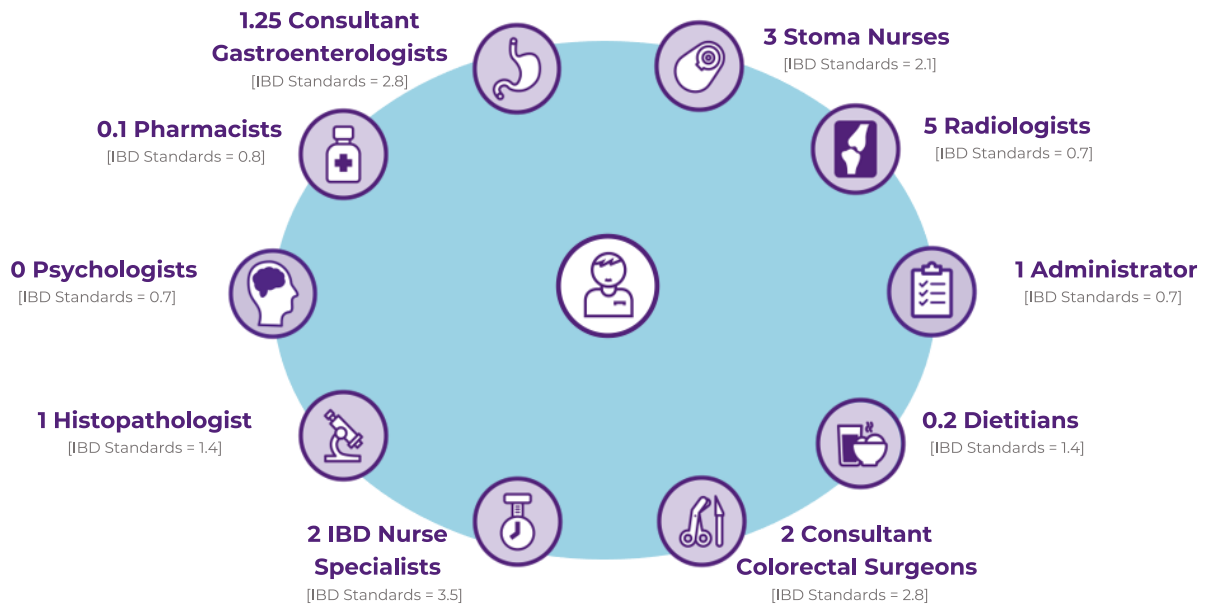 1.25 Consultant
Gastroenterologists
[IBD Standards = 2.8]
3 Stoma Nurses
[IBD Standards = 2.1]
0.1 Pharmacists
[IBD Standards = 0.8]
5 Radiologists
[IBD Standards = 0.7]
0 Psychologists
[IBD Standards = 0.7]
1 Administrator
[IBD Standards = 0.7]
1 Histopathologist
[IBD Standards = 1.4]
0.2 Dietitians
[IBD Standards = 1.4]
2 IBD Nurse
Specialists
[IBD Standards = 3.5]
2 Consultant
Colorectal Surgeons
[IBD Standards = 2.8]